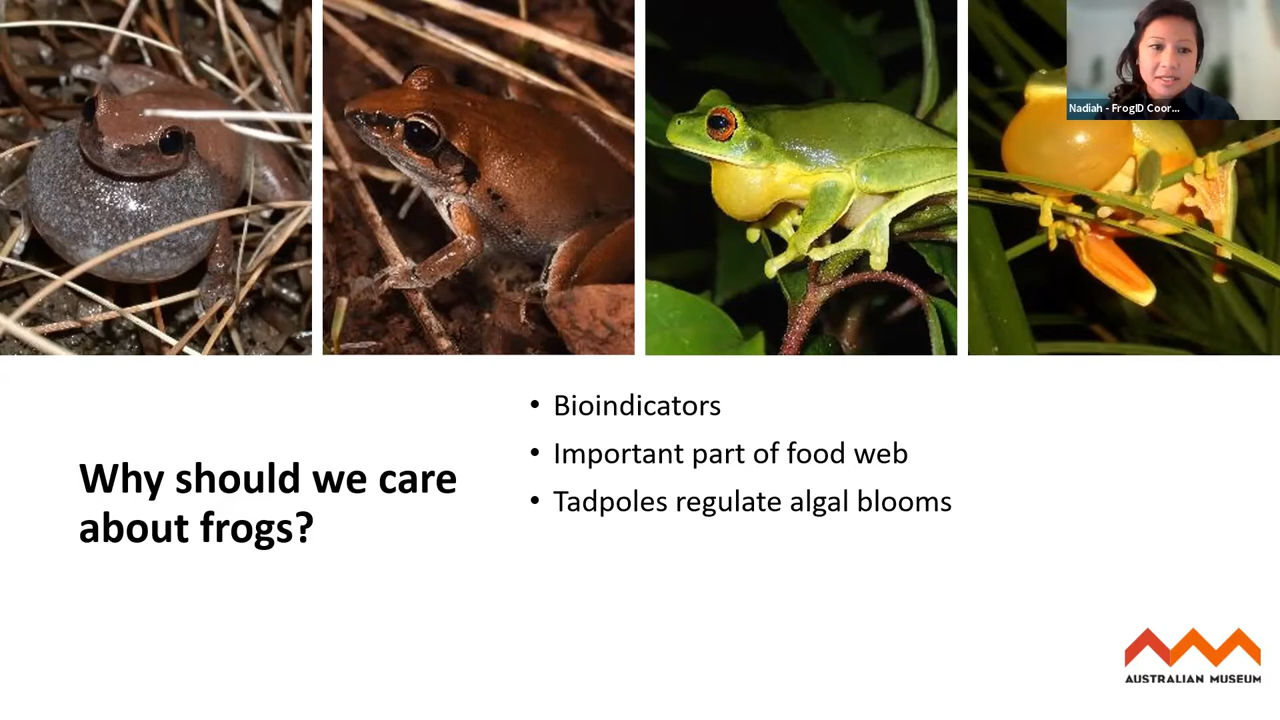 Nadiah - FrogID Coor...
Why should we care
about frogs?
• Bioindicators
• Important part of food web
• Tadpoles regulate algal blooms
AUSTRALIAN MUSEUM